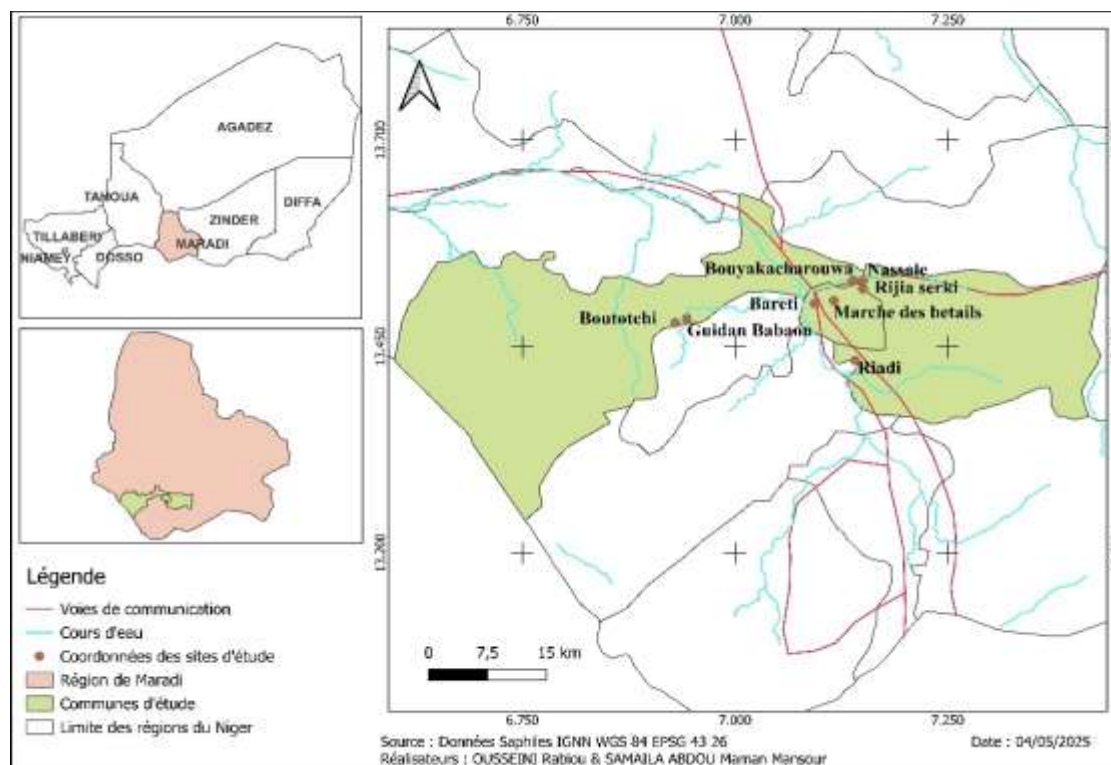 6.750 7.000 7.250
AGADEZ
TAHOUA
DIFFA
ZINDER
TILLABERI
MARADI
NIAMEY
DOSSO
13.700
Bouyakacharouwa Nassaie
Rijia serki
Bareti Marche des betails
Boutotchi
Guidan Babaou
13.450
Riadi
13.200
Légende
Voies de communication
Cours d'eau
Coordonnées des sites d'étude
Région de Maradi
Communes d'étude
Limite des régions du Niger
0 7,5 15 km
6.750 7.000 7.250
Source : Données Saphiles IGNN WGS 84 EPSG 43 26 Date : 04/05/2025
Réalisateurs : OUSSEINI Rabiou & SAMAILA ABDOU Maman Mansour